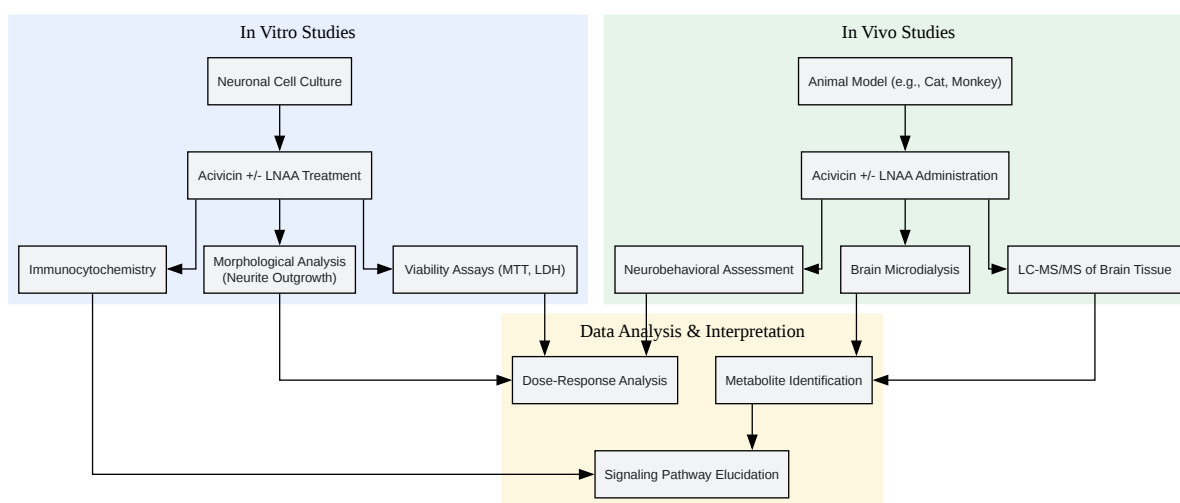 In Vitro Studies
Neuronal Cell Culture
Acivicin +/- LNAA Treatment
Immunocytochemistry
Morphological Analysis
(Neurite Outgrowth)
Viability Assays (MTT, LDH)
In Vivo Studies
Animal Model (e.g., Cat, Monkey)
Acivicin +/- LNAA Administration
Neurobehavioral Assessment
Brain Microdialysis
LC-MS/MS of Brain Tissue
Data Analysis & Interpretation
Dose-Response Analysis
Metabolite Identification
Signaling Pathway Elucidation